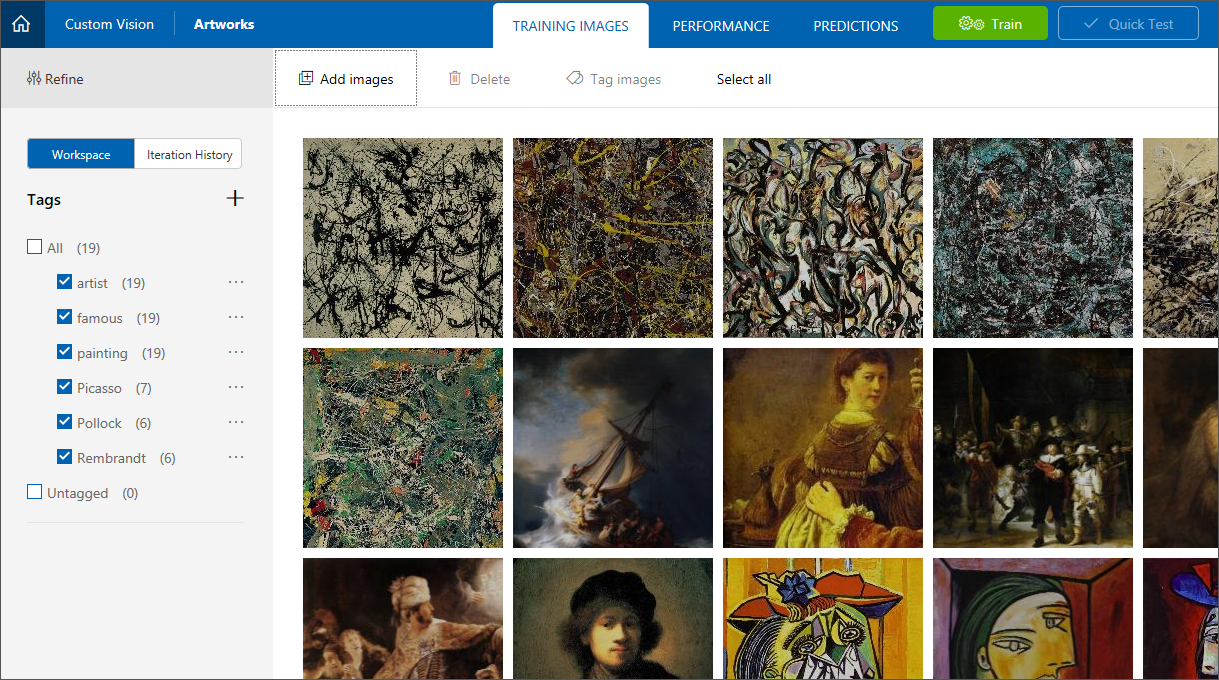 Custom Vision
Artworks
TRAINING IMAGES
PERFORMANCE
PREDICTIONS
Train
Quick Test
Refine
Add images
Delete
Tag images
Select all
Workspace
Iteration History
Tags
All (19)
artist (19)
famous (19)
painting (19)
Picasso (7)
Pollock (6)
Rembrandt (6)
Untagged (0)